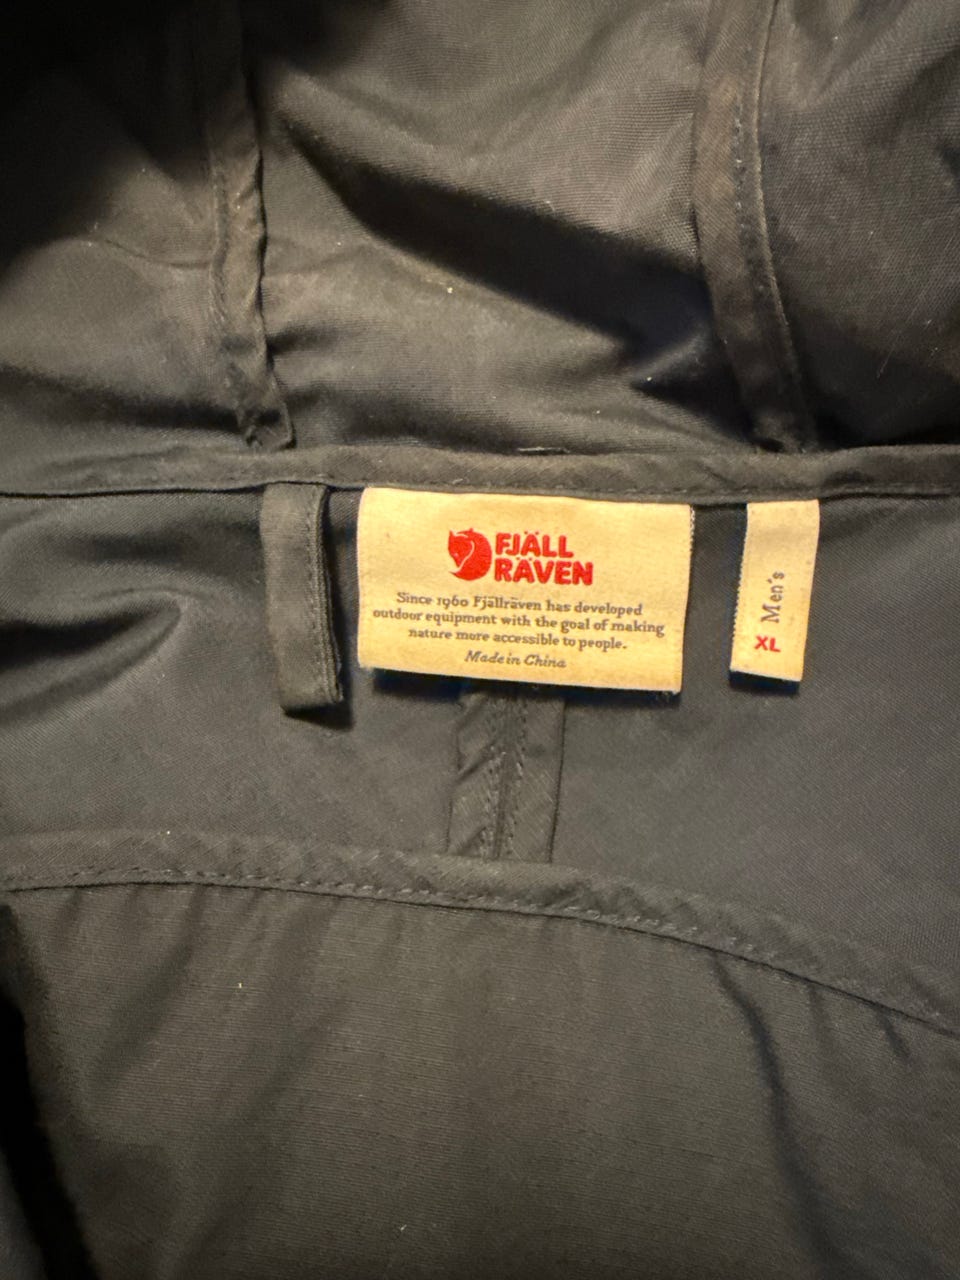 FJÄLL
RÄVEN
Since 1960 Fjällräven has developed
outdoor equipment with the goal of making
nature more accessible to people.
Made in China
Men's
XL